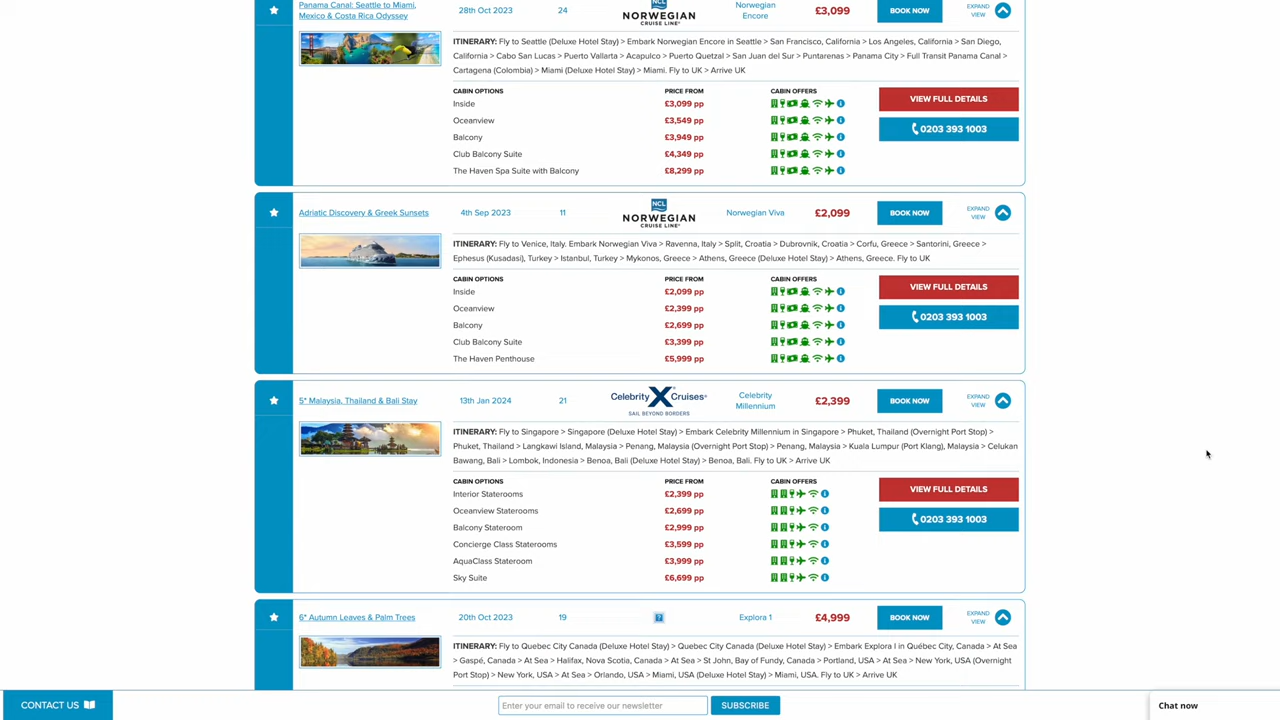 Panama Canal: Seattle to Miami,
Mexico & Costa Rica Odyssey
28th Oct 2023
24
NCL
NORWEGIAN
CRUISE LINE®
Norwegian
Encore
£3,099
BOOK NOW
EXPAND
VIEW
ITINERARY: Fly to Seattle (Deluxe Hotel Stay) > Embark Norwegian Encore in Seattle > San Francisco, California > Los Angeles, California > San Diego,
California > Cabo San Lucas > Puerto Vallarta > Acapulco > Puerto Quetzal > San Juan del Sur > Puntarenas > Panama City > Full Transit Panama Canal >
Cartagena (Colombia) > Miami (Deluxe Hotel Stay) > Miami. Fly to UK > Arrive UK
CABIN OPTIONS PRICE FROM CABIN OFFERS
Inside £3,099 pp
Oceanview £3,549 pp
Balcony £3,949 pp
Club Balcony Suite £4,349 pp
The Haven Spa Suite with Balcony £8,299 pp
VIEW FULL DETAILS
0203 393 1003
Adriatic Discovery & Greek Sunsets
4th Sep 2023
11
NCL
NORWEGIAN
CRUISE LINE®
Norwegian Viva
£2,099
BOOK NOW
EXPAND
VIEW
ITINERARY: Fly to Venice, Italy. Embark Norwegian Viva > Ravenna, Italy > Split, Croatia > Dubrovnik, Croatia > Corfu, Greece > Santorini, Greece >
Ephesus (Kusadasi), Turkey > Istanbul, Turkey > Mykonos, Greece > Athens, Greece (Deluxe Hotel Stay) > Athens, Greece. Fly to UK
CABIN OPTIONS PRICE FROM CABIN OFFERS
Inside £2,099 pp
Oceanview £2,399 pp
Balcony £2,699 pp
Club Balcony Suite £3,399 pp
The Haven Penthouse £5,999 pp
VIEW FULL DETAILS
0203 393 1003
5* Malaysia, Thailand & Bali Stay
13th Jan 2024
21
Celebrity X Cruises®
SAIL BEYOND BORDERS
Celebrity
Millennium
£2,399
BOOK NOW
EXPAND
VIEW
ITINERARY: Fly to Singapore > Singapore (Deluxe Hotel Stay) > Embark Celebrity Millennium in Singapore > Phuket, Thailand (Overnight Port Stop) >
Phuket, Thailand > Langkawi Island, Malaysia > Penang, Malaysia (Overnight Port Stop) > Penang, Malaysia > Kuala Lumpur (Port Klang), Malaysia > Celukan
Bawang, Bali > Lombok, Indonesia > Benoa, Bali (Deluxe Hotel Stay) > Benoa, Bali. Fly to UK > Arrive UK
CABIN OPTIONS PRICE FROM CABIN OFFERS
Interior Staterooms £2,399 pp
Oceanview Staterooms £2,699 pp
Balcony Stateroom £2,999 pp
Concierge Class Staterooms £3,599 pp
AquaClass Stateroom £3,999 pp
Sky Suite £6,699 pp
VIEW FULL DETAILS
0203 393 1003
6* Autumn Leaves & Palm Trees
20th Oct 2023
19
?
Explora 1
£4,999
BOOK NOW
EXPAND
VIEW
ITINERARY: Fly to Quebec City Canada (Deluxe Hotel Stay) > Quebec City Canada (Deluxe Hotel Stay) > Embark Explora I in Québec City, Canada > At Sea
> Gaspé, Canada > At Sea > Halifax, Nova Scotia, Canada > At Sea > St John, Bay of Fundy, Canada > Portland, USA > At Sea > New York, USA (Overnight
Port Stop) > New York, USA > At Sea > Orlando, USA > Miami, USA (Deluxe Hotel Stay) > Miami, USA. Fly to UK > Arrive UK
CONTACT US
Enter your email to receive our newsletter
SUBSCRIBE
Chat now